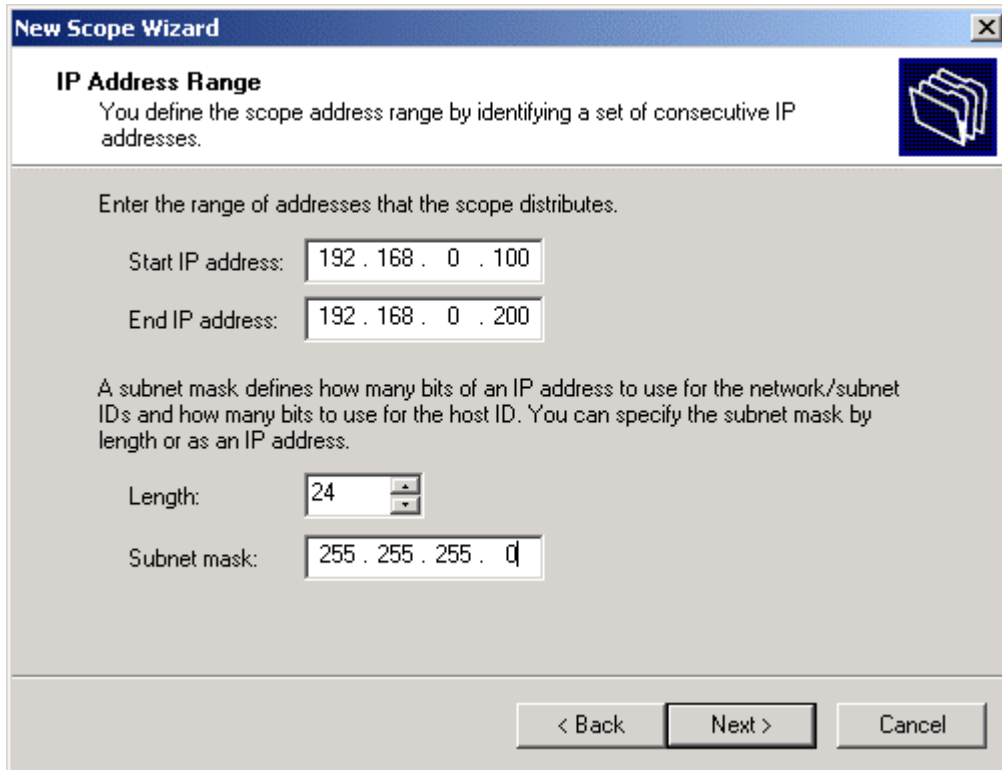 New Scope Wizard
IP Address Range
You define the scope address range by identifying a set of consecutive IP
addresses.
Enter the range of addresses that the scope distributes.
Start IP address: 192 . 168 . 0 . 100
End IP address: 192 . 168 . 0 . 200
A subnet mask defines how many bits of an IP address to use for the network/subnet
IDs and how many bits to use for the host ID. You can specify the subnet mask by
length or as an IP address.
Length: 24
Subnet mask: 255 . 255 . 255 . 0
< Back Next > Cancel